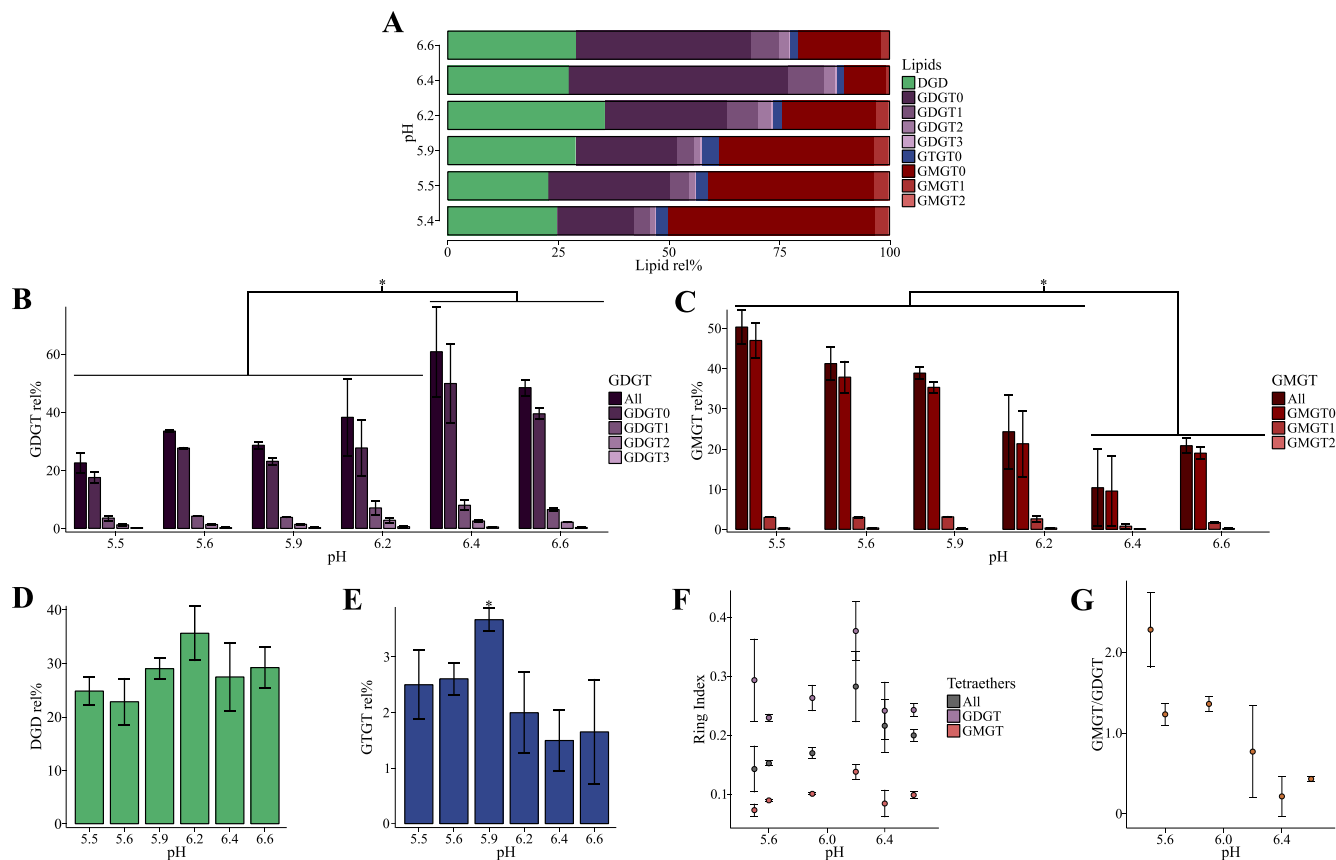 A
pH
6.6
6.4
6.2
5.9
5.5
5.4
0
25
50
75
100
Lipid rel%
Lipids
DGD
GDGT0
GDGT1
GDGT2
GDGT3
GTGT0
GMGT0
GMGT1
GMGT2
B
*
GDGT rel%
60
40
20
0
5.5 5.6 5.9 6.2 6.4 6.6
pH
GDGT
All
GDGT0
GDGT1
GDGT2
GDGT3
C
*
GMGT rel%
50
40
30
20
10
0
5.5 5.6 5.9 6.2 6.4 6.6
pH
GMGT
All
GMGT0
GMGT1
GMGT2
D
DGD rel%
40
30
20
10
0
5.5 5.6 5.9 6.2 6.4 6.6
pH
E
*
GTGT rel%
3
2
1
0
5.5 5.6 5.9 6.2 6.4 6.6
pH
F
Ring Index
0.4
0.3
0.2
0.1
5.6 6.0 6.4
pH
Tetraethers
All
GDGT
GMGT
G
GMGT/GDGT
2.0
1.0
0
5.6 6.0 6.4
pH